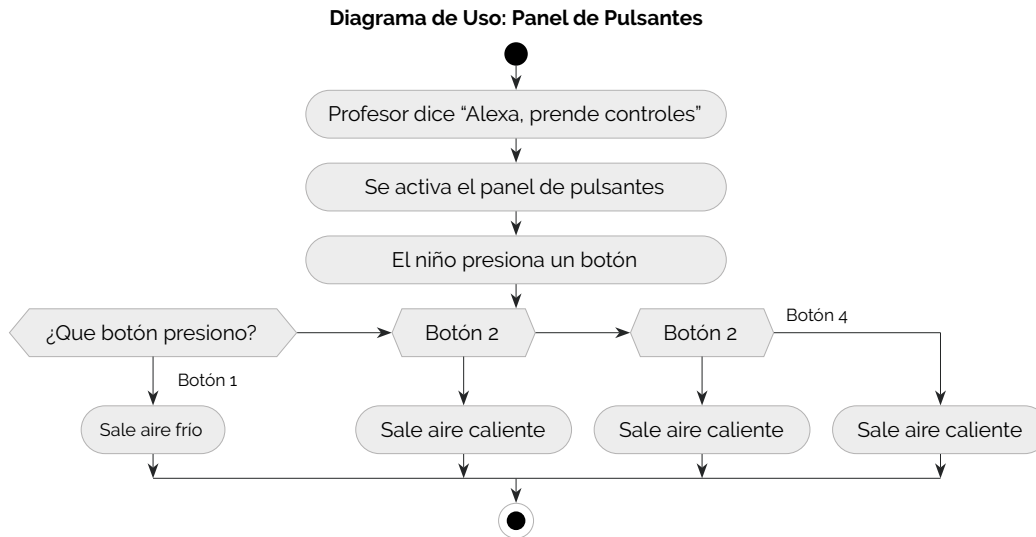 Diagrama de Uso: Panel de Pulsantes
Profesor dice “Alexa, prende controles”
Se activa el panel de pulsantes
El niño presiona un botón
¿Que botón presiono?
Botón 2
Botón 2
Botón 4
Botón 1
Sale aire frío
Sale aire caliente
Sale aire caliente
Sale aire caliente